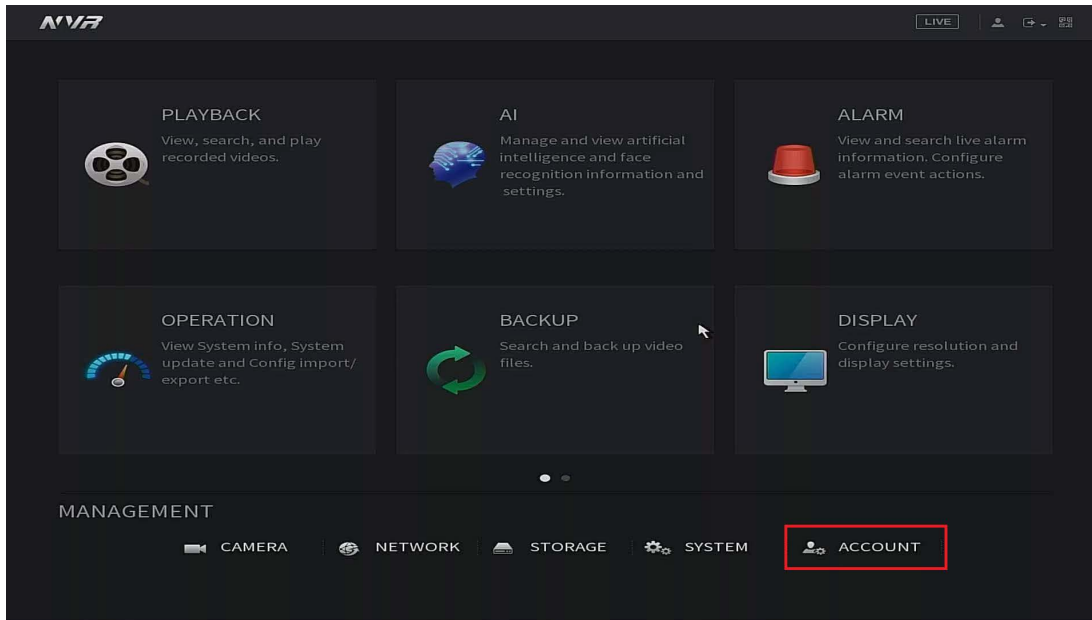 NVR
LIVE
PLAYBACK
View, search, and play
recorded videos.
AI
Manage and view artificial
intelligence and face
recognition information and
settings.
ALARM
View and search live alarm
information. Configure
alarm event actions.
OPERATION
View System info, System
update and Config import/
export etc.
BACKUP
Search and back up video
files.
DISPLAY
Configure resolution and
display settings.
MANAGEMENT
CAMERA NETWORK STORAGE SYSTEM ACCOUNT